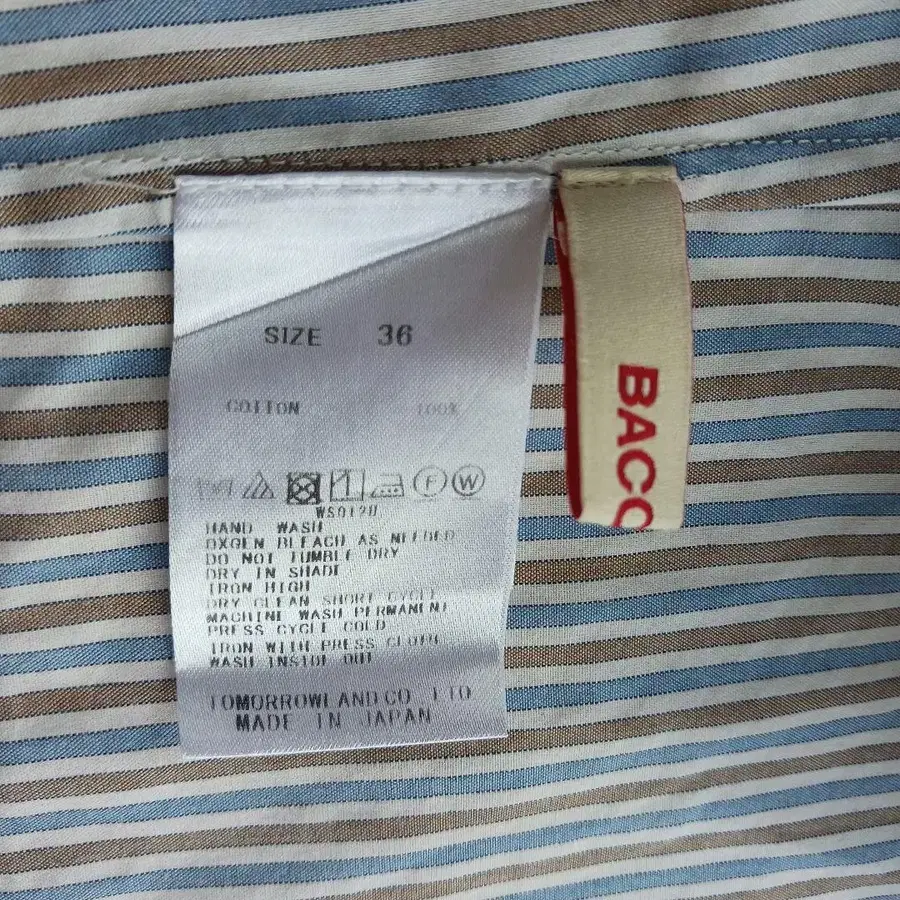 SIZE 36
COTTON 100%
F W
WS012U
HAND WASH
OXGEN BLEACH AS NEEDED
DO NOT TUMBLE DRY
DRY IN SHADE
IRON HIGH
DRY CLEAN SHORT CYCLE
MACHINE WASH PERMANENT
PRESS CYCLE COLD
IRON WITH PRESS CLOTH
WASH INSIDE OUT
TOMORROWLAND CO.,LTD
MADE IN JAPAN
BACC